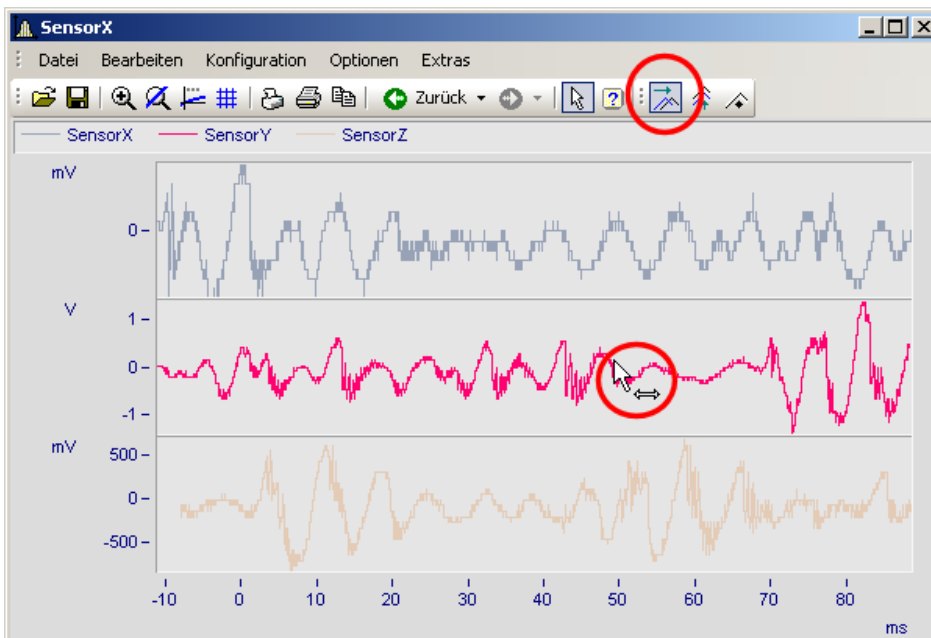 SensorX
Datei Bearbeiten Konfiguration Optionen Extras
Zurück
SensorX SensorY SensorZ
mV
0
V
1
0
-1
mV
500
0
-500
-10 0 10 20 30 40 50 60 70 80
ms